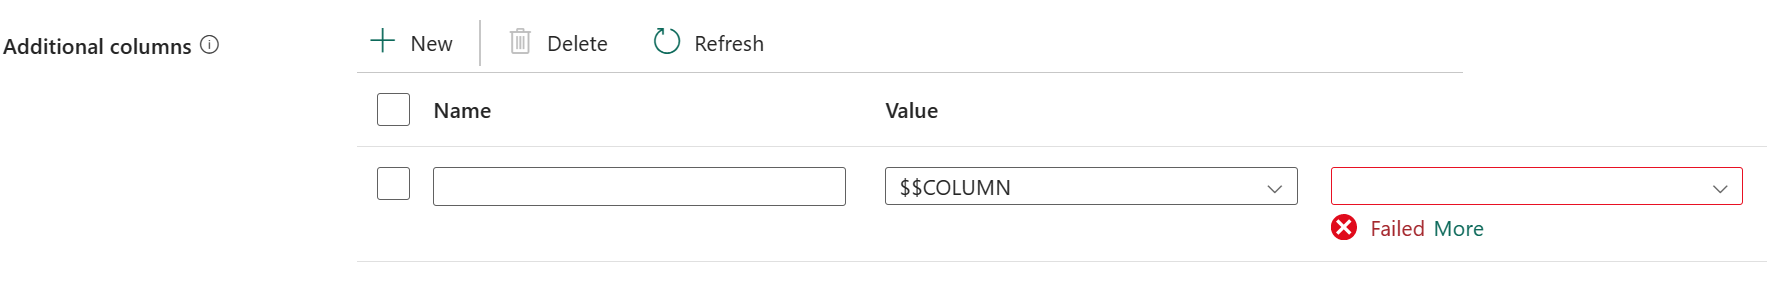 Additional columns
New
Delete
Refresh
Name
Value
$$COLUMN
Failed More